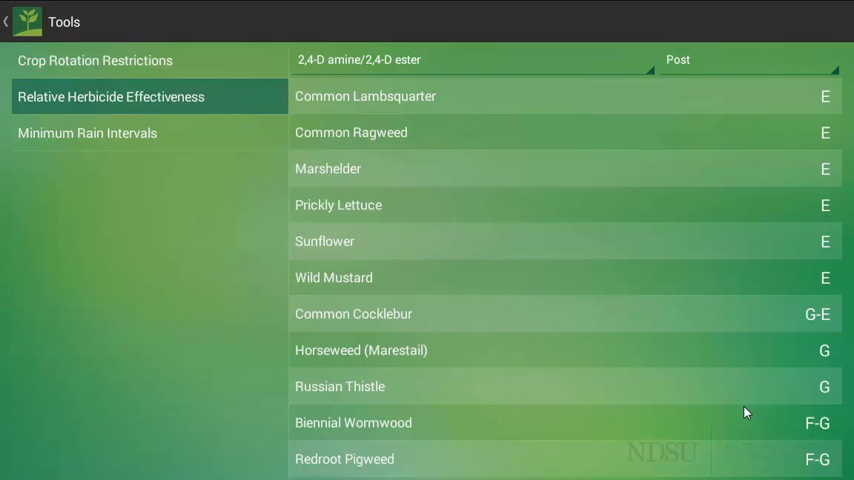 Tools
Crop Rotation Restrictions
Relative Herbicide Effectiveness
Minimum Rain Intervals
2,4-D amine/2,4-D ester Post
Common Lambsquarter E
Common Ragweed E
Marshelder E
Prickly Lettuce E
Sunflower E
Wild Mustard E
Common Cocklebur G-E
Horseweed (Marestail) G
Russian Thistle G
Biennial Wormwood F-G
Redroot Pigweed F-G
NDSU